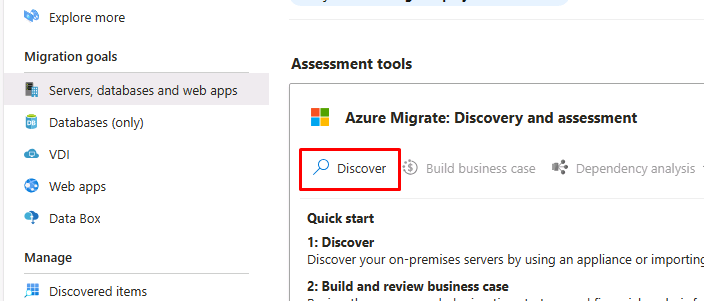 Explore more
Migration goals
Servers, databases and web apps
Databases (only)
VDI
Web apps
Data Box
Manage
Discovered items
Assessment tools
Azure Migrate: Discovery and assessment
Discover
Build business case
Dependency analysis
Quick start
1: Discover
Discover your on-premises servers by using an appliance or importing
2: Build and review business case